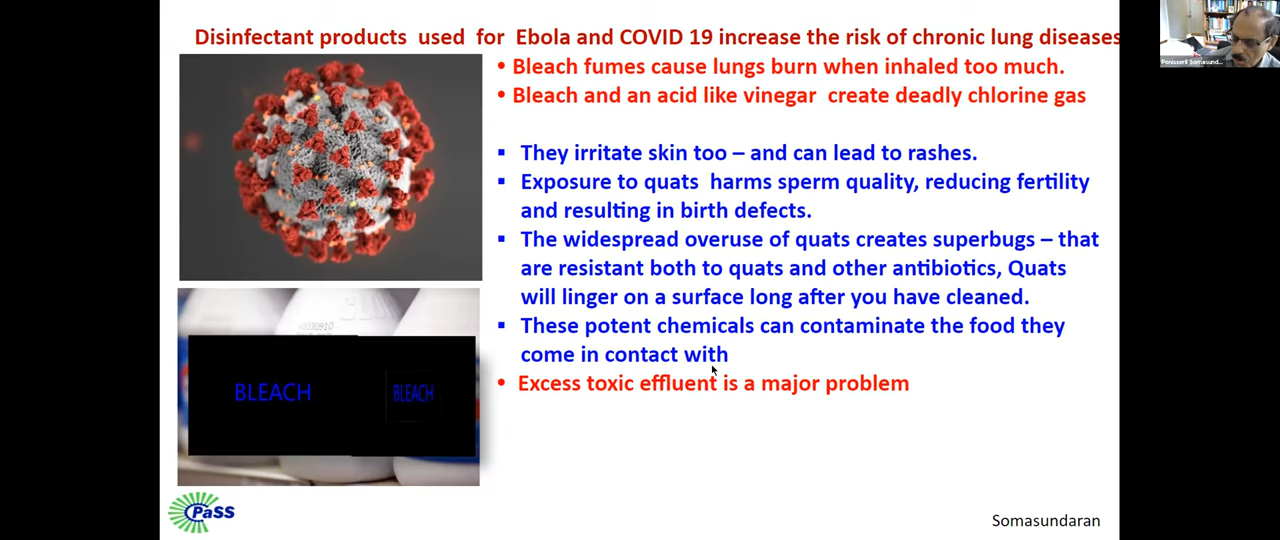 Disinfectant products used for Ebola and COVID 19 increase the risk of chronic lung diseases
• Bleach fumes cause lungs burn when inhaled too much.
• Bleach and an acid like vinegar create deadly chlorine gas
▪ They irritate skin too – and can lead to rashes.
▪ Exposure to quats harms sperm quality, reducing fertility
and resulting in birth defects.
▪ The widespread overuse of quats creates superbugs – that
are resistant both to quats and other antibiotics, Quats
will linger on a surface long after you have cleaned.
▪ These potent chemicals can contaminate the food they
come in contact with
• Excess toxic effluent is a major problem
BLEACH
BLEACH
CPaSS
Somasundaran
Ponisseril Somasund...